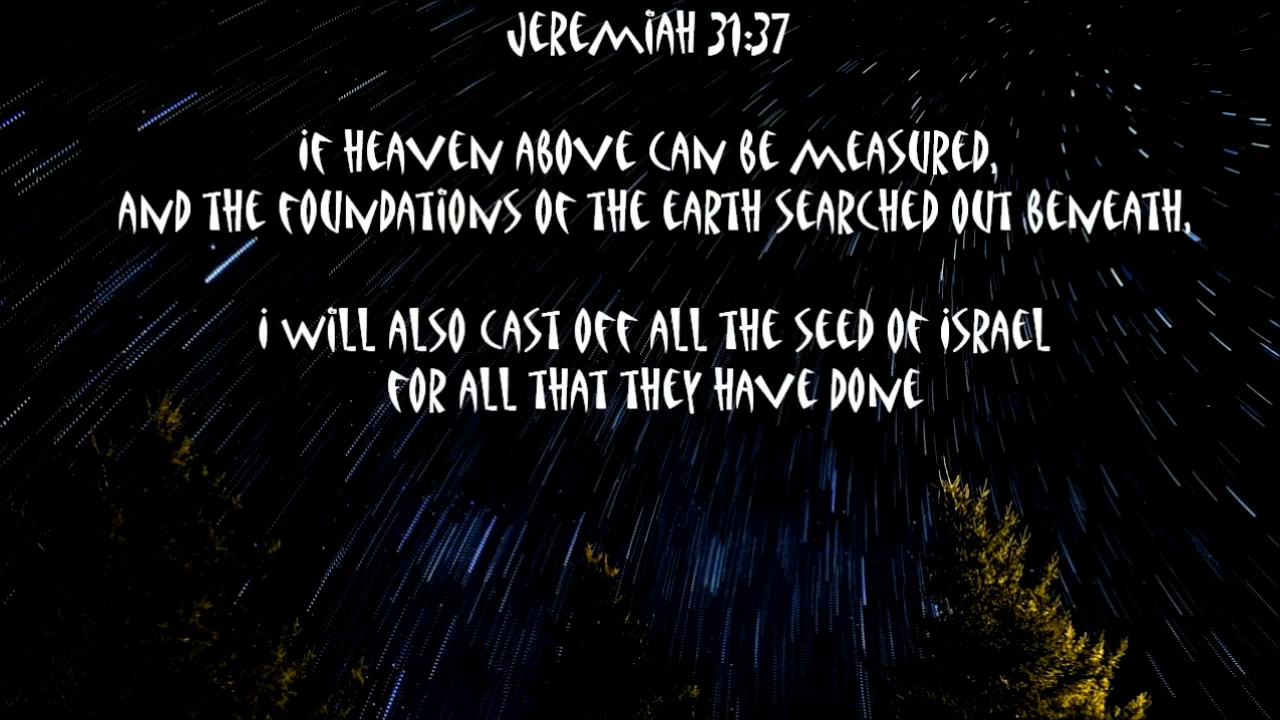 JEREMiAH 31:37
iF HEAVEN ABOVE CAN BE MEASURED,
AND THE FOUNDATiONS OF THE EARTH SEARCHED OUT BENEATH,
i WiLL ALSO CAST OFF ALL THE SEED OF iSRAEL
FOR ALL THAT THEY HAVE DONE